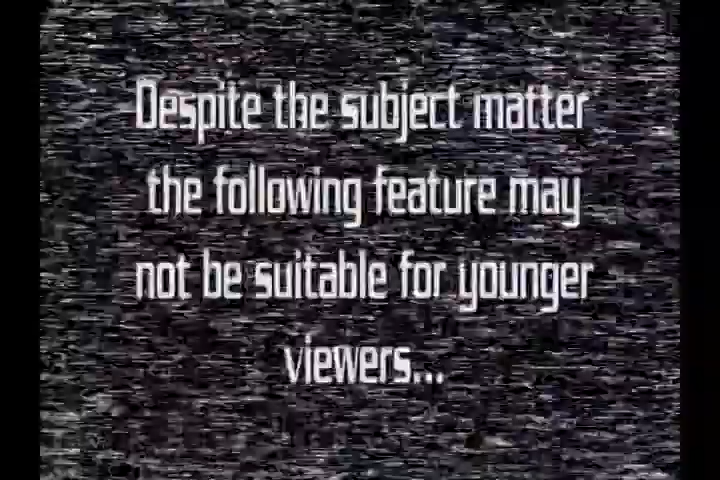 Despite the subject matter
the following feature may
not be suitable for younger
viewers...